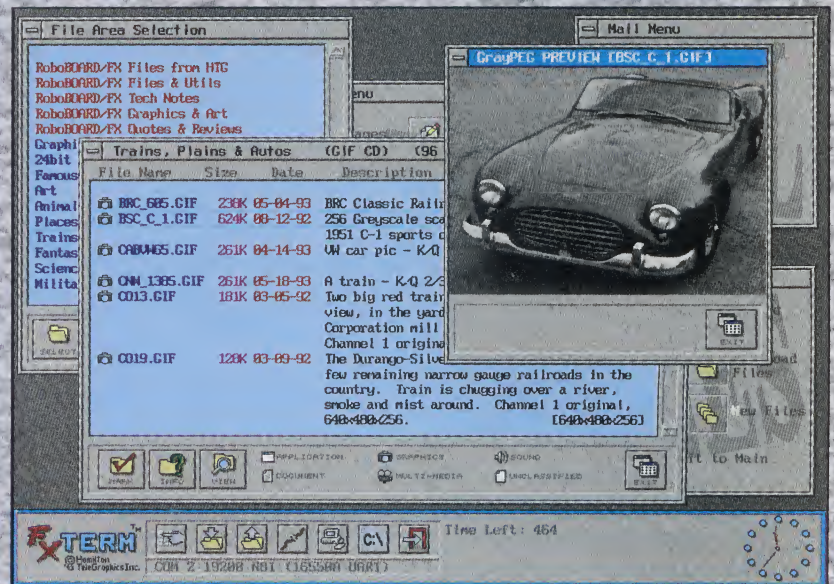 File Area Selection
RoboBOARD/FX Files from HTG
RoboBOARD/FX Files & Utils
RoboBOARD/FX Tech Notes
RoboBOARD/FX Graphics & Art
RoboBOARD/FX Quotes & Reviews
Graphi
24bit
Famous
Art
Animal
Places
Trains
Fantas
Scienc
Milita
SELECT
enu
Mail Menu
GrayPEG PREVIEW [BSC_C_1.GIF]
EXIT
Trains, Plains & Autos (GIF CD) (96
File Name Size Date Description
BRC_605.GIF 238K 05-04-93 BRC Classic Railr
BSC_C_1.GIF 624K 08-12-92 256 Greyscale sca
1951 C-1 sports c
261K 04-14-93 VW car pic - K/Q
261K 05-18-93 A train - K/Q 2/3
CO13.GIF 181K 03-05-92 Two big red train
view, in the yard
Corporation mill
Channel 1 origina
CO19.GIF 128K 03-09-92 The Durango-Silve
few remaining narrow gauge railroads in the
country. Train is chugging over a river,
smoke and mist around. Channel 1 original,
640x480x256. [640x480x256]
MARK INFO VIEW
APPLICATION GRAPHICS SOUND
DOCUMENT MULTI-MEDIA UNCLASSIFIED
EXIT
oad
Files
New Files
it to Main
FXTERM™
©Hamilton
TeleGraphics Inc.
C:\
Time Left: 464
COM 2 19200 N81 (16550A UART)